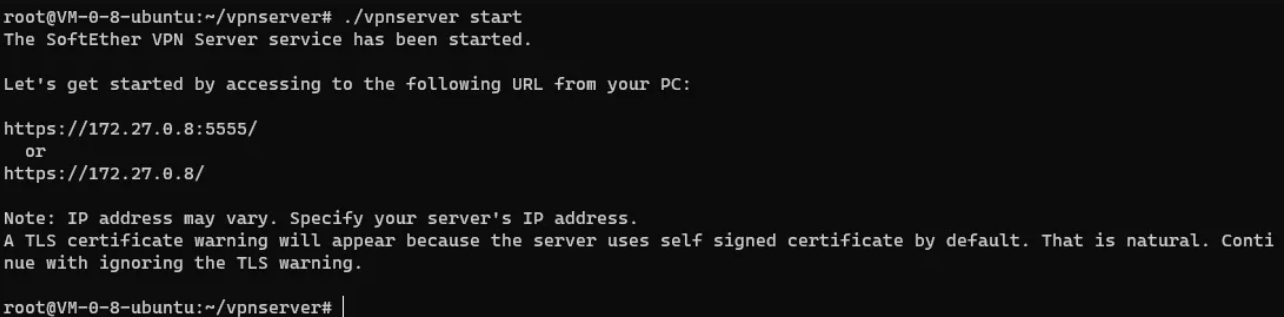 root@VM-0-8-ubuntu:~/vpnserver# ./vpnserver start
The SoftEther VPN Server service has been started.
Let's get started by accessing to the following URL from your PC:
https://172.27.0.8:5555/
or
https://172.27.0.8/
Note: IP address may vary. Specify your server's IP address.
A TLS certificate warning will appear because the server uses self signed certificate by default. That is natural. Conti
nue with ignoring the TLS warning.
root@VM-0-8-ubuntu:~/vpnserver#